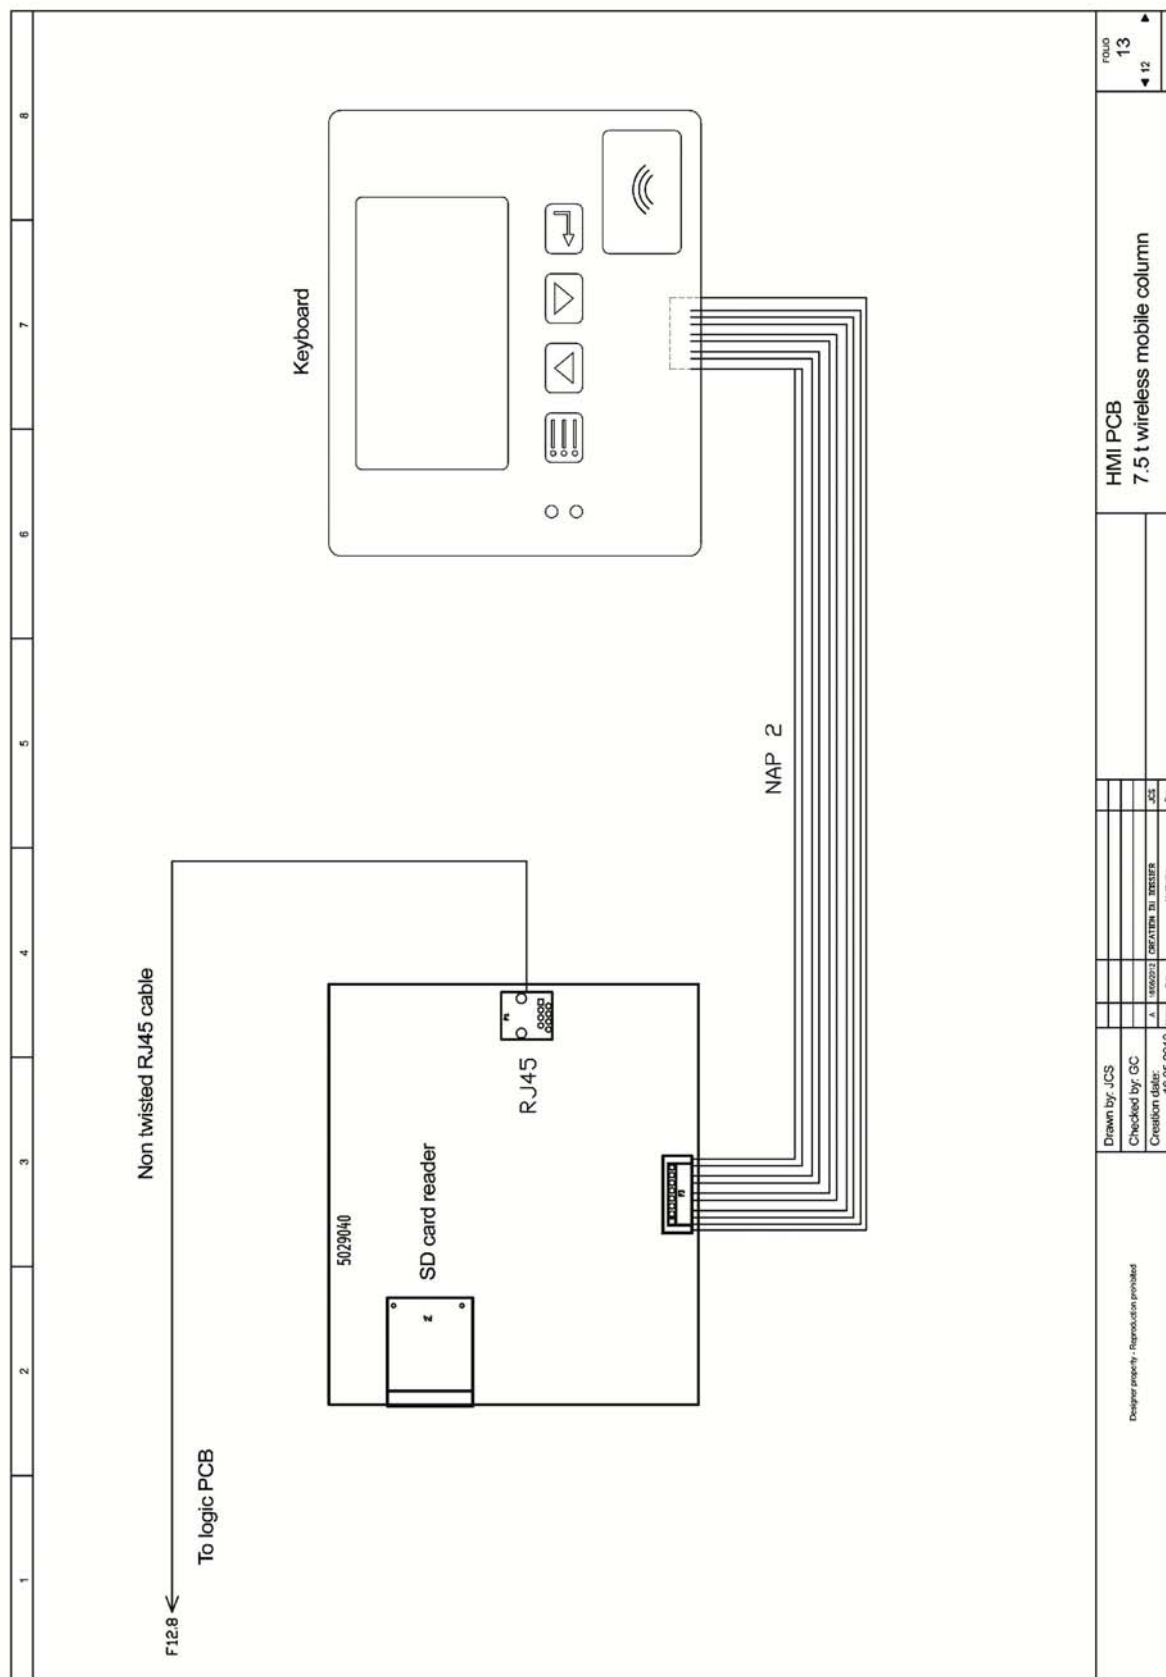 1
2
3
4
5
6
7
8
F12.8
To logic PCB
Non twisted RJ45 cable
Keyboard
5029040
SD card reader
RJ45
NAP 2
Designer property - Reproduction prohibited
Drawn by: JCS
Checked by: GC
Creation date:
A
CREATION DU DOSSIER
JCS
HMI PCB
7.5 t wireless mobile column
FOLIO
13
◄ 12 ►